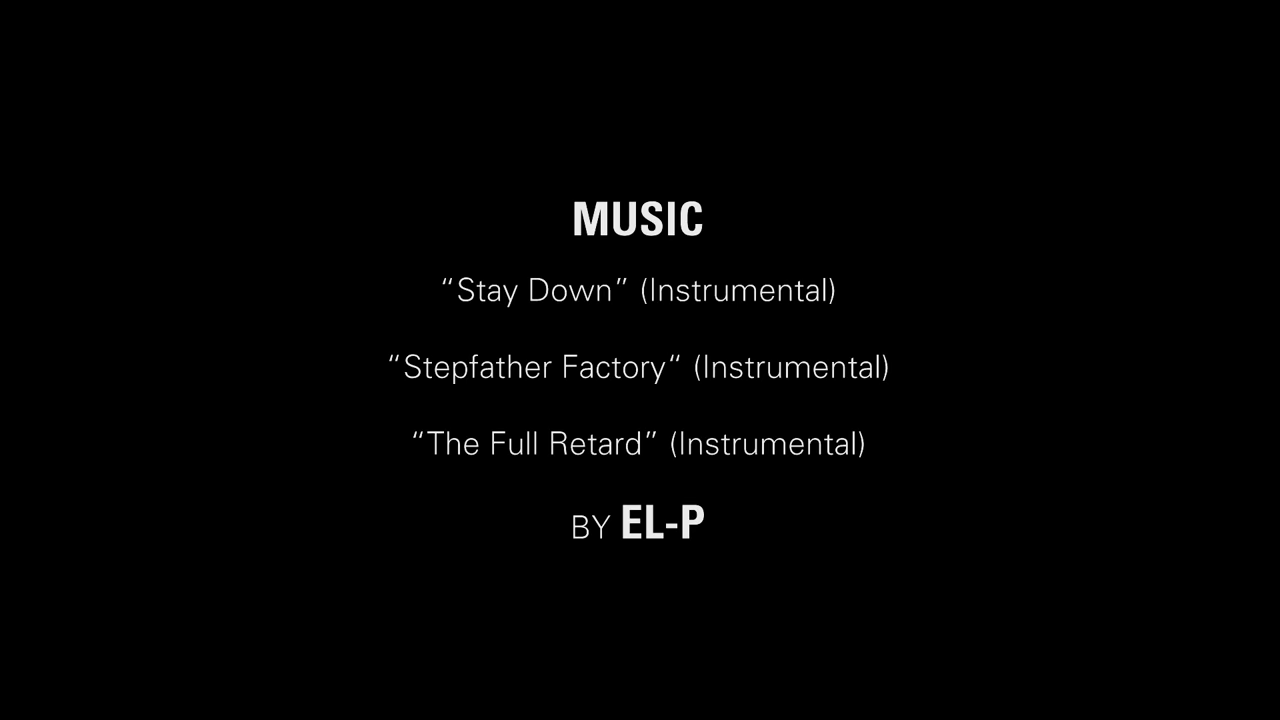 MUSIC
“Stay Down” (Instrumental)
“Stepfather Factory“ (Instrumental)
“The Full Retard” (Instrumental)
BY EL-P